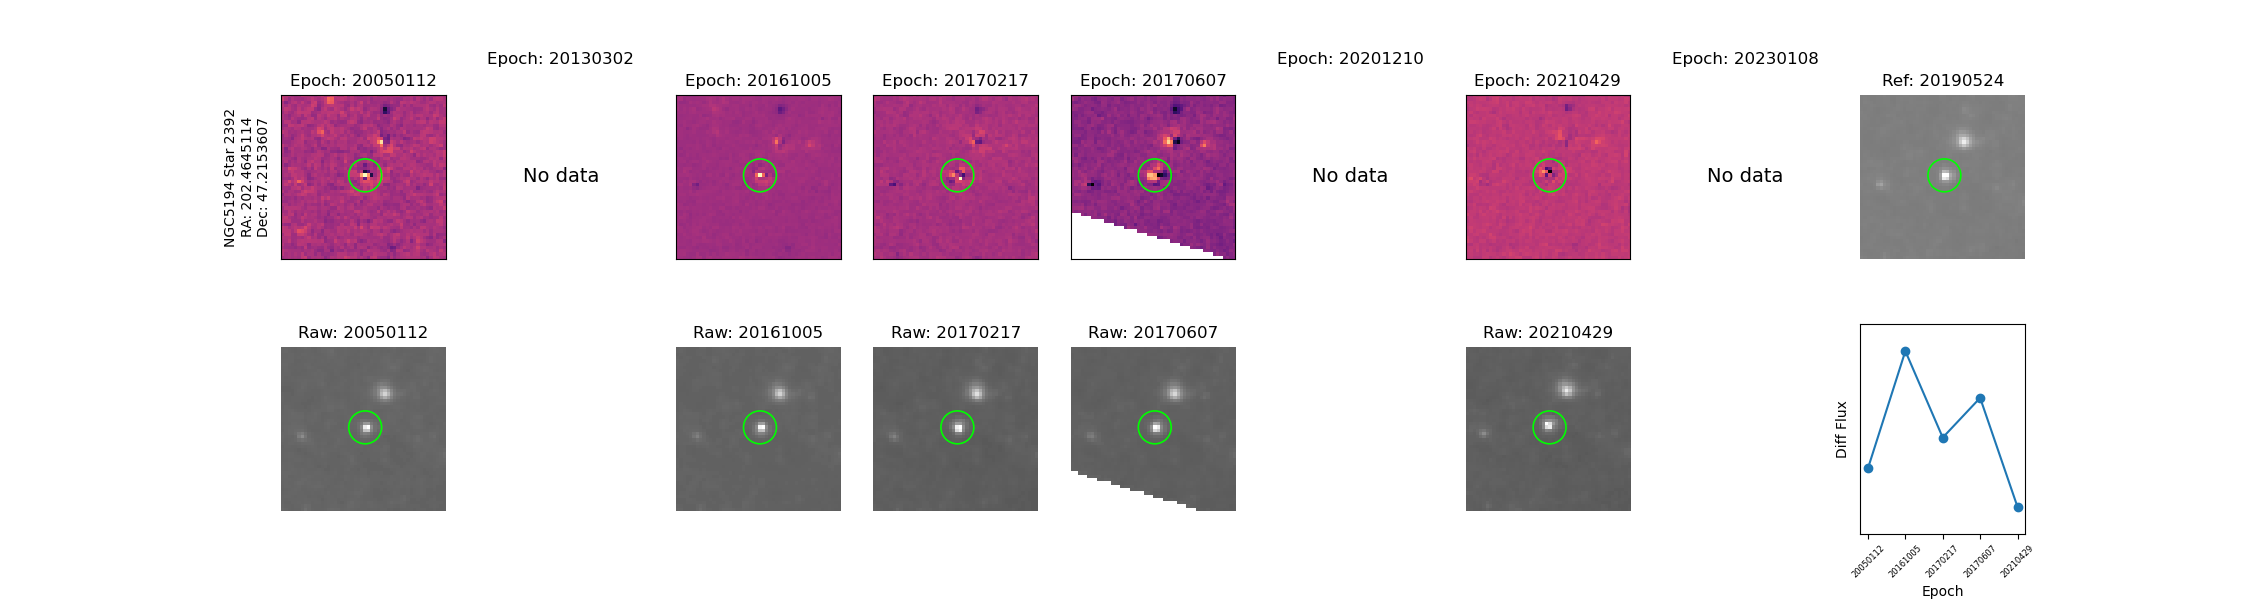 Epoch: 20130302
Epoch: 20201210
Epoch: 20230108
Epoch: 20050112
Epoch: 20161005
Epoch: 20170217
Epoch: 20170607
Epoch: 20210429
Ref: 20190524
NGC5194 Star 2392
RA: 202.4645114
Dec: 47.2153607
No data
No data
No data
Raw: 20050112
Raw: 20161005
Raw: 20170217
Raw: 20170607
Raw: 20210429
Diff Flux
20050112
20161005
20170217
20170607
20210429
Epoch